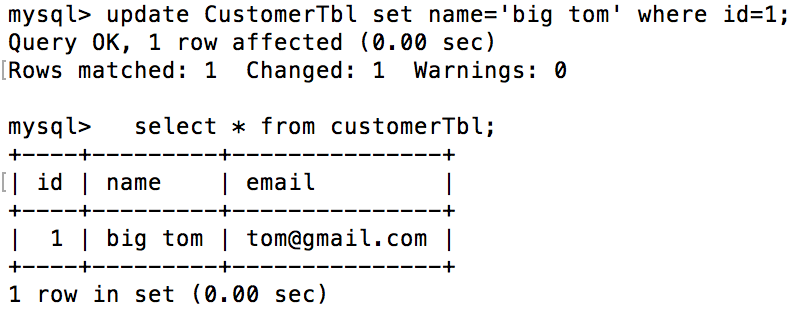 mysql> update CustomerTbl set name='big tom' where id=1;
Query OK, 1 row affected (0.00 sec)
[Rows matched: 1  Changed: 1  Warnings: 0
mysql>   select * from customerTbl;
+----+---------+---------------+
[| id | name    | email         |
+----+---------+---------------+
|  1 | big tom | tom@gmail.com |
+----+---------+---------------+
1 row in set (0.00 sec)